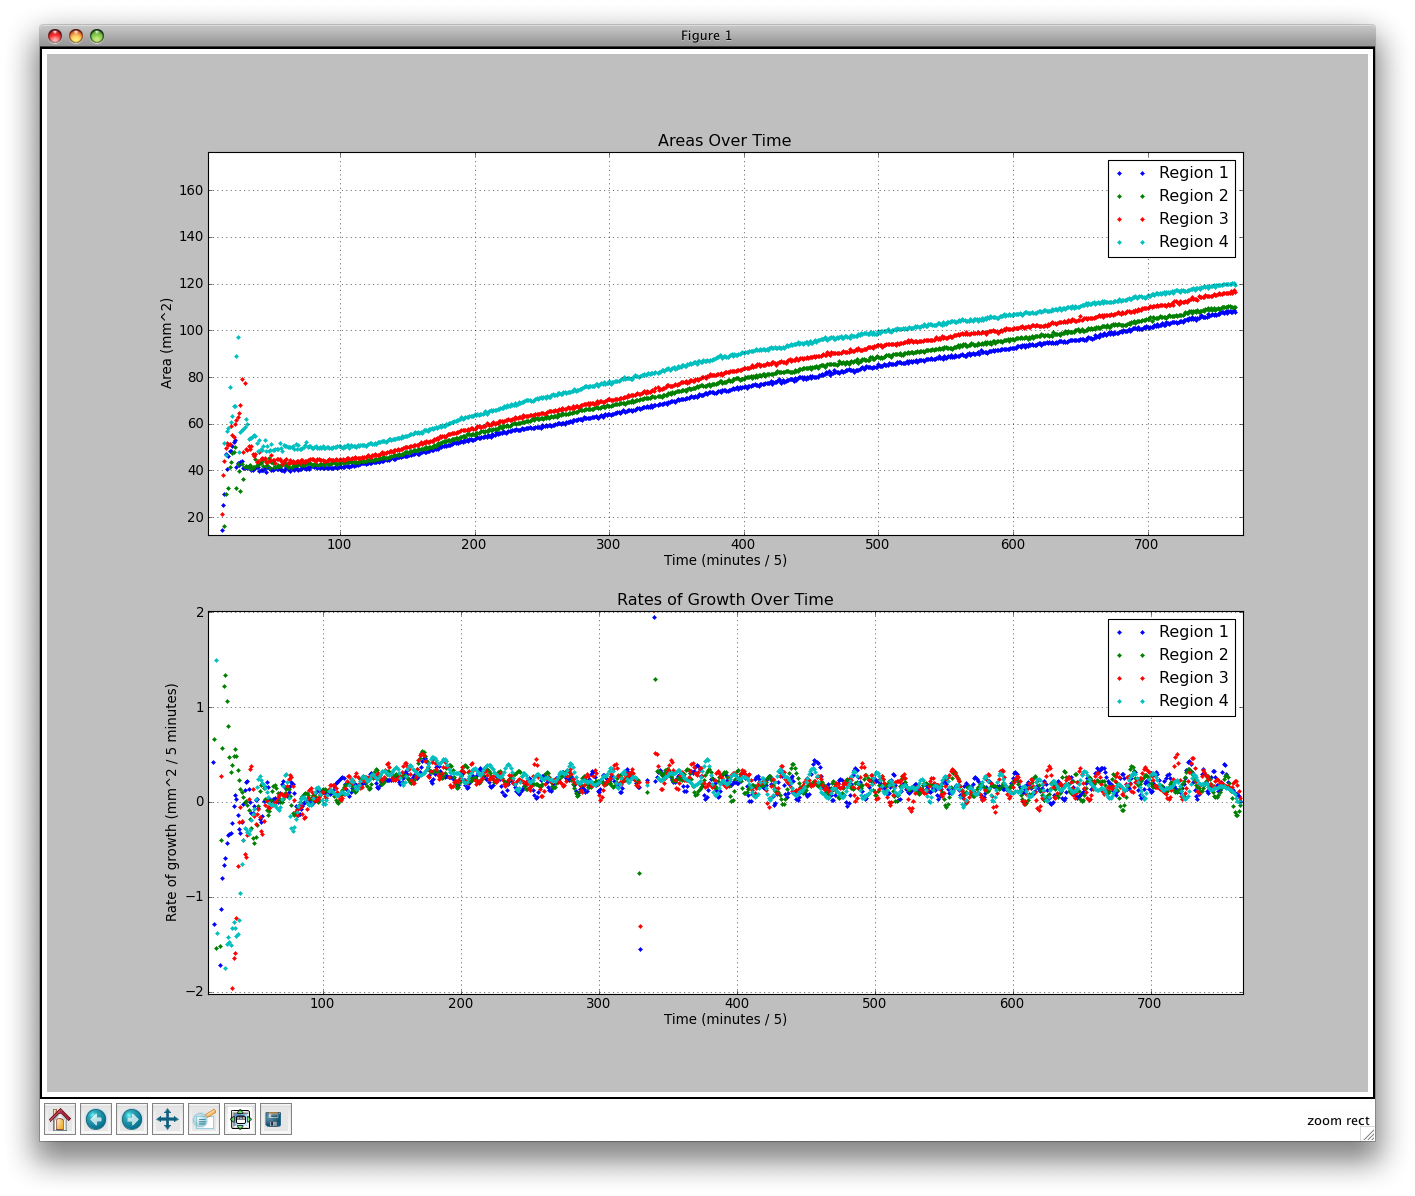 Figure 1
Areas Over Time
160
140
120
100
80
60
40
20
Area (mm^2)
Region 1
Region 2
Region 3
Region 4
100 200 300 400 500 600 700
Time (minutes / 5)
Rates of Growth Over Time
2
1
0
−1
−2
Rate of growth (mm^2 / 5 minutes)
Region 1
Region 2
Region 3
Region 4
100 200 300 400 500 600 700
Time (minutes / 5)
zoom rect